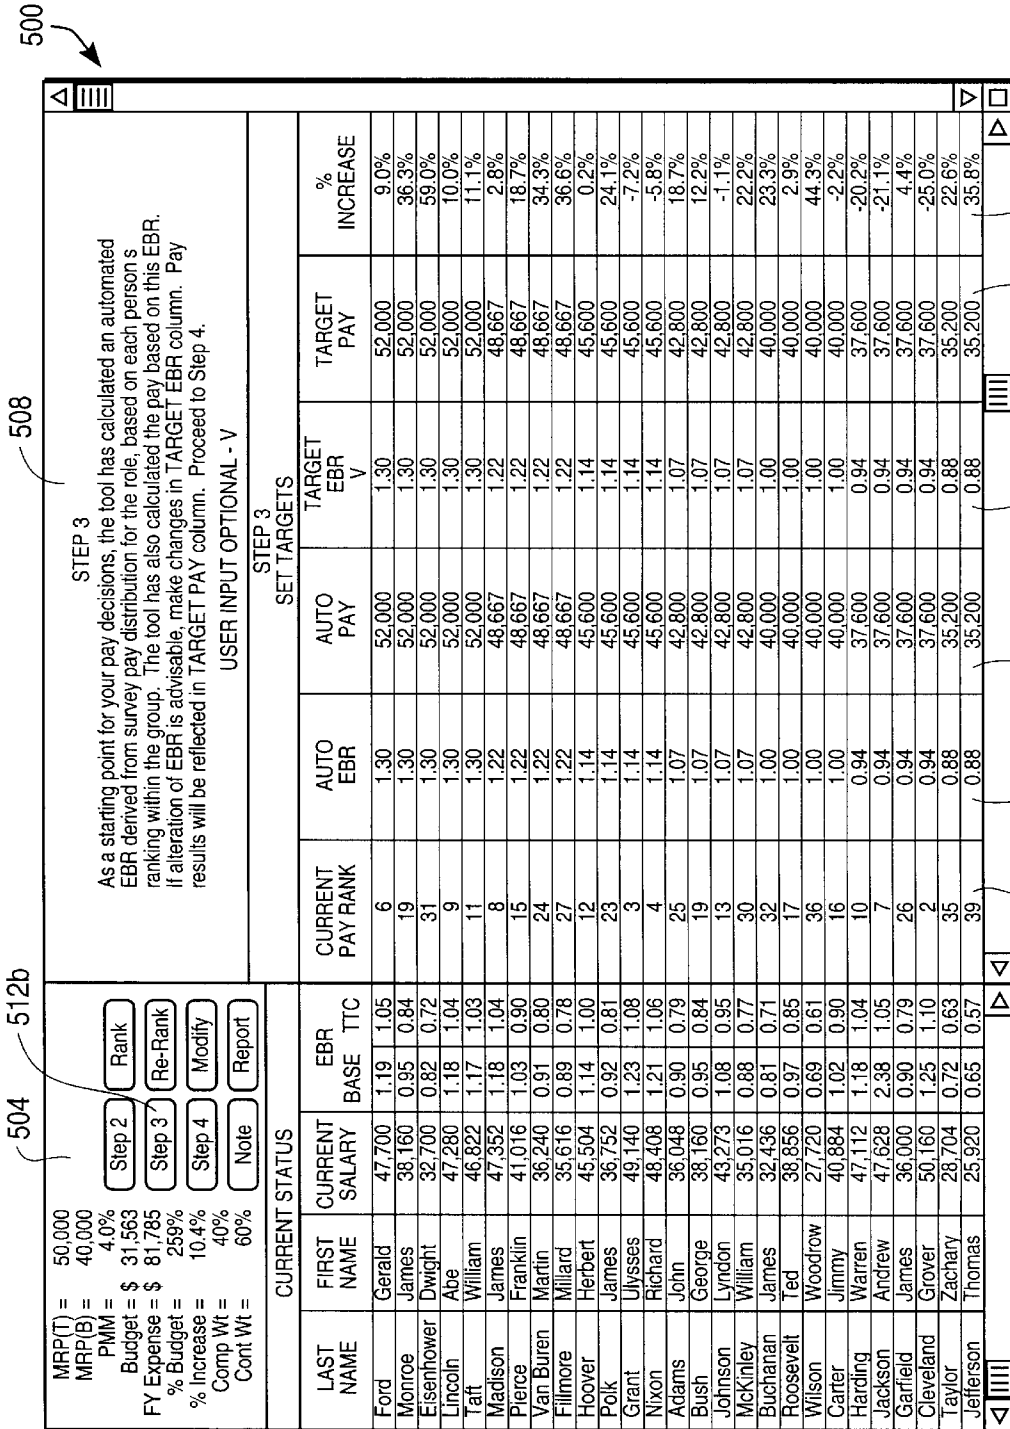 500
504
512b
508
MRP(T) = 50,000
MRP(B) = 40,000
PMM = 4.0%
Budget = $ 31,563
FY Expense = $ 81,785
% Budget = 259%
% Increase = 10.4%
Comp Wt = 40%
Cont Wt = 60%
Step 2 Rank
Step 3 Re-Rank
Step 4 Modify
Note Report
STEP 3
As a starting point for your pay decisions, the tool has calculated an automated
EBR derived from survey pay distribution for the role, based on each person s
ranking within the group. The tool has also calculated the pay based on this EBR.
If alteration of EBR is advisable, make changes in TARGET EBR column. Pay
results will be reflected in TARGET PAY column. Proceed to Step 4.
USER INPUT OPTIONAL - V
CURRENT STATUS
STEP 3
SET TARGETS
LAST NAME FIRST NAME CURRENT SALARY EBR BASE TTC CURRENT PAY RANK AUTO EBR AUTO PAY TARGET EBR V TARGET PAY % INCREASE
Ford Gerald 47,700 1.19 1.05 6 1.30 52,000 1.30 52,000 9.0%
Monroe James 38,160 0.95 0.84 19 1.30 52,000 1.30 52,000 36.3%
Eisenhower Dwight 32,700 0.82 0.72 31 1.30 52,000 1.30 52,000 59.0%
Lincoln Abe 47,280 1.18 1.04 9 1.30 52,000 1.30 52,000 10.0%
Taft William 46,822 1.17 1.03 11 1.30 52,000 1.30 52,000 11.1%
Madison James 47,352 1.18 1.04 8 1.22 48,667 1.22 48,667 2.8%
Pierce Franklin 41,016 1.03 0.90 15 1.22 48,667 1.22 48,667 18.7%
Van Buren Martin 36,240 0.91 0.80 24 1.22 48,667 1.22 48,667 34.3%
Fillmore Millard 35,616 0.89 0.78 27 1.22 48,667 1.22 48,667 36.6%
Hoover Herbert 45,504 1.14 1.00 12 1.14 45,600 1.14 45,600 0.2%
Polk James 36,752 0.92 0.81 23 1.14 45,600 1.14 45,600 24.1%
Grant Ulysses 49,140 1.23 1.08 3 1.14 45,600 1.14 45,600 -7.2%
Nixon Richard 48,408 1.21 1.06 4 1.14 45,600 1.14 45,600 -5.8%
Adams John 36,048 0.90 0.79 25 1.07 42,800 1.07 42,800 18.7%
Bush George 38,160 0.95 0.84 19 1.07 42,800 1.07 42,800 12.2%
Johnson Lyndon 43,273 1.08 0.95 13 1.07 42,800 1.07 42,800 -1.1%
McKinley William 35,016 0.88 0.77 30 1.07 42,800 1.07 42,800 22.2%
Buchanan James 32,436 0.81 0.71 32 1.00 40,000 1.00 40,000 23.3%
Roosevelt Ted 38,856 0.97 0.85 17 1.00 40,000 1.00 40,000 2.9%
Wilson Woodrow 27,720 0.69 0.61 36 1.00 40,000 1.00 40,000 44.3%
Carter Jimmy 40,884 1.02 0.90 16 1.00 40,000 1.00 40,000 -2.2%
Harding Warren 47,112 1.18 1.04 10 0.94 37,600 0.94 37,600 -20.2%
Jackson Andrew 47,628 2.38 1.05 7 0.94 37,600 0.94 37,600 -21.1%
Garfield James 36,000 0.90 0.79 26 0.94 37,600 0.94 37,600 4.4%
Cleveland Grover 50,160 1.25 1.10 2 0.94 37,600 0.94 37,600 -25.0%
Taylor Zachary 28,704 0.72 0.63 35 0.88 35,200 0.88 35,200 22.6%
Jefferson Thomas 25,920 0.65 0.57 39 0.88 35,200 0.88 35,200 35.8%